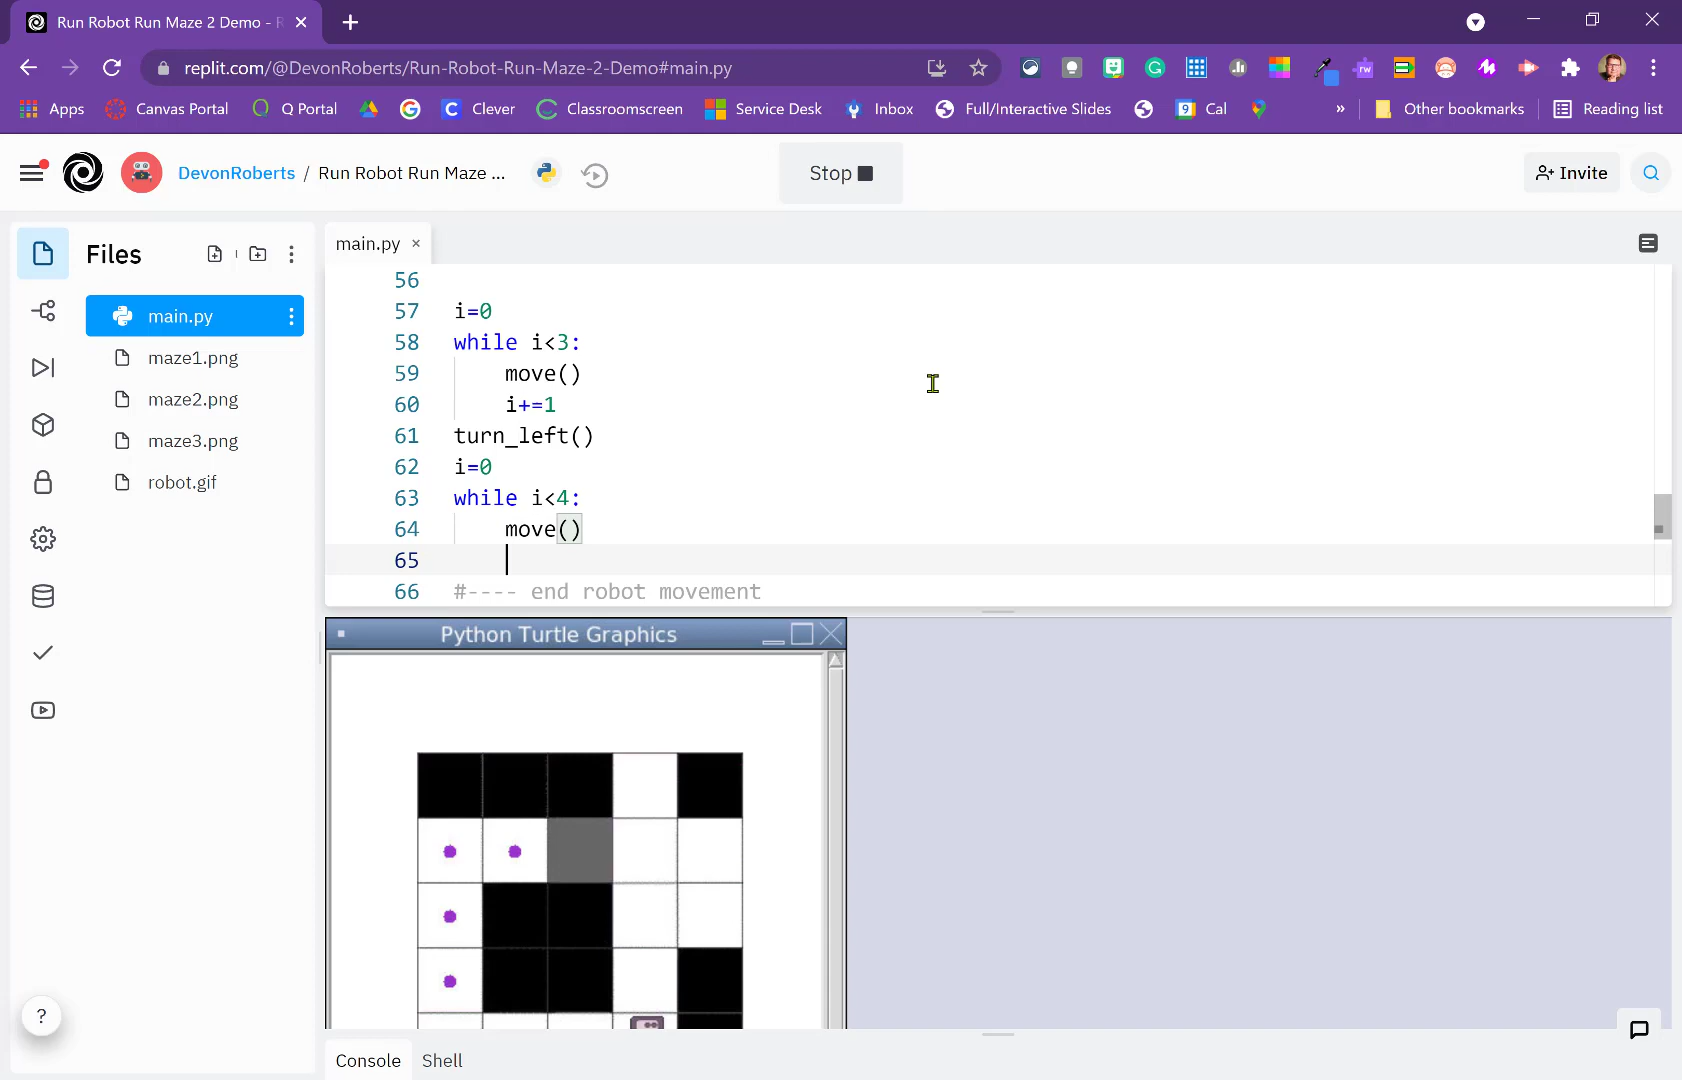 Run Robot Run Maze 2 Demo - R
replit.com/@DevonRoberts/Run-Robot-Run-Maze-2-Demo#main.py
Apps Canvas Portal Q Portal Clever Classroomscreen Service Desk Inbox Full/Interactive Slides Cal » Other bookmarks Reading list
DevonRoberts / Run Robot Run Maze ... Stop Invite
Files
main.py
maze1.png
maze2.png
maze3.png
robot.gif
main.py
56
57 i=0
58 while i<3:
59 move()
60 i+=1
61 turn_left()
62 i=0
63 while i<4:
64 move()
65
66 #---- end robot movement
Python Turtle Graphics
?
Console Shell